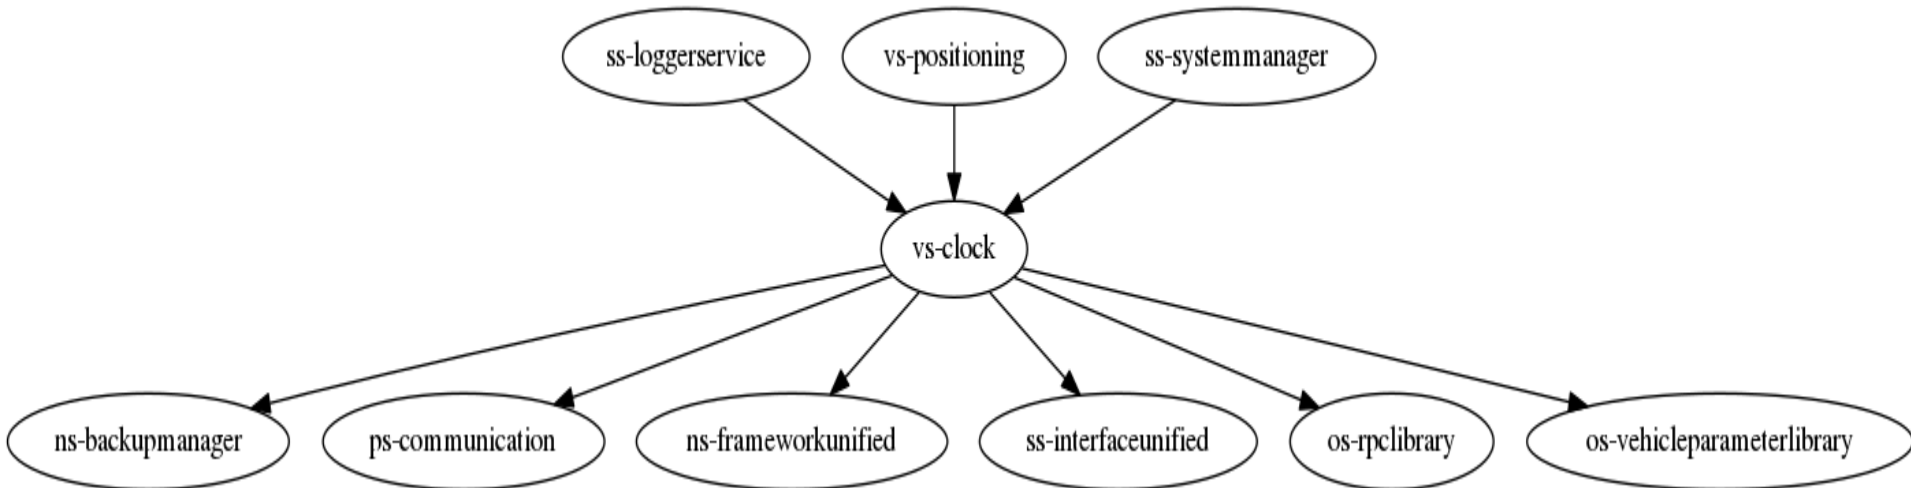 ss-loggerservice
vs-positioning
ss-systemmanager
vs-clock
ns-backupmanager
ps-communication
ns-frameworkunified
ss-interfaceunified
os-rpclibrary
os-vehicleparameterlibrary